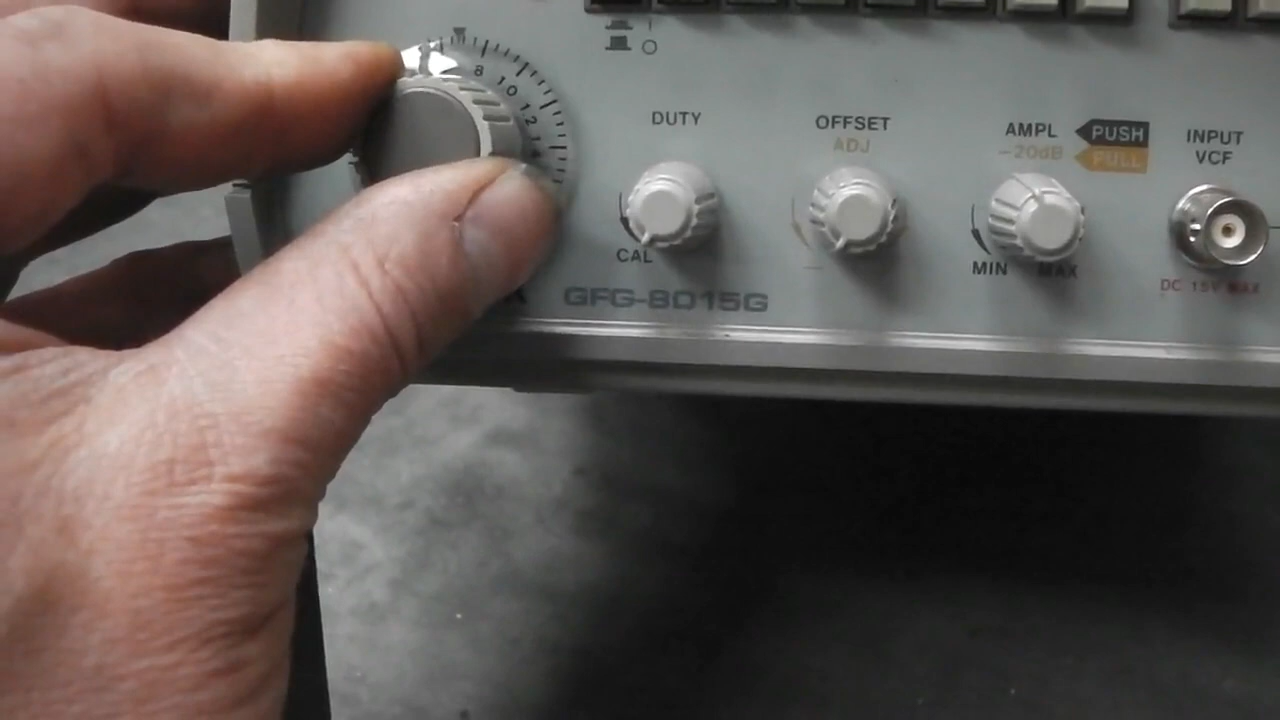 8
10
12
14
DUTY
CAL
OFFSET
ADJ
AMPL
-20dB
PUSH
PULL
MIN
MAX
INPUT
VCF
DC 15V MAX
GFG-8015G